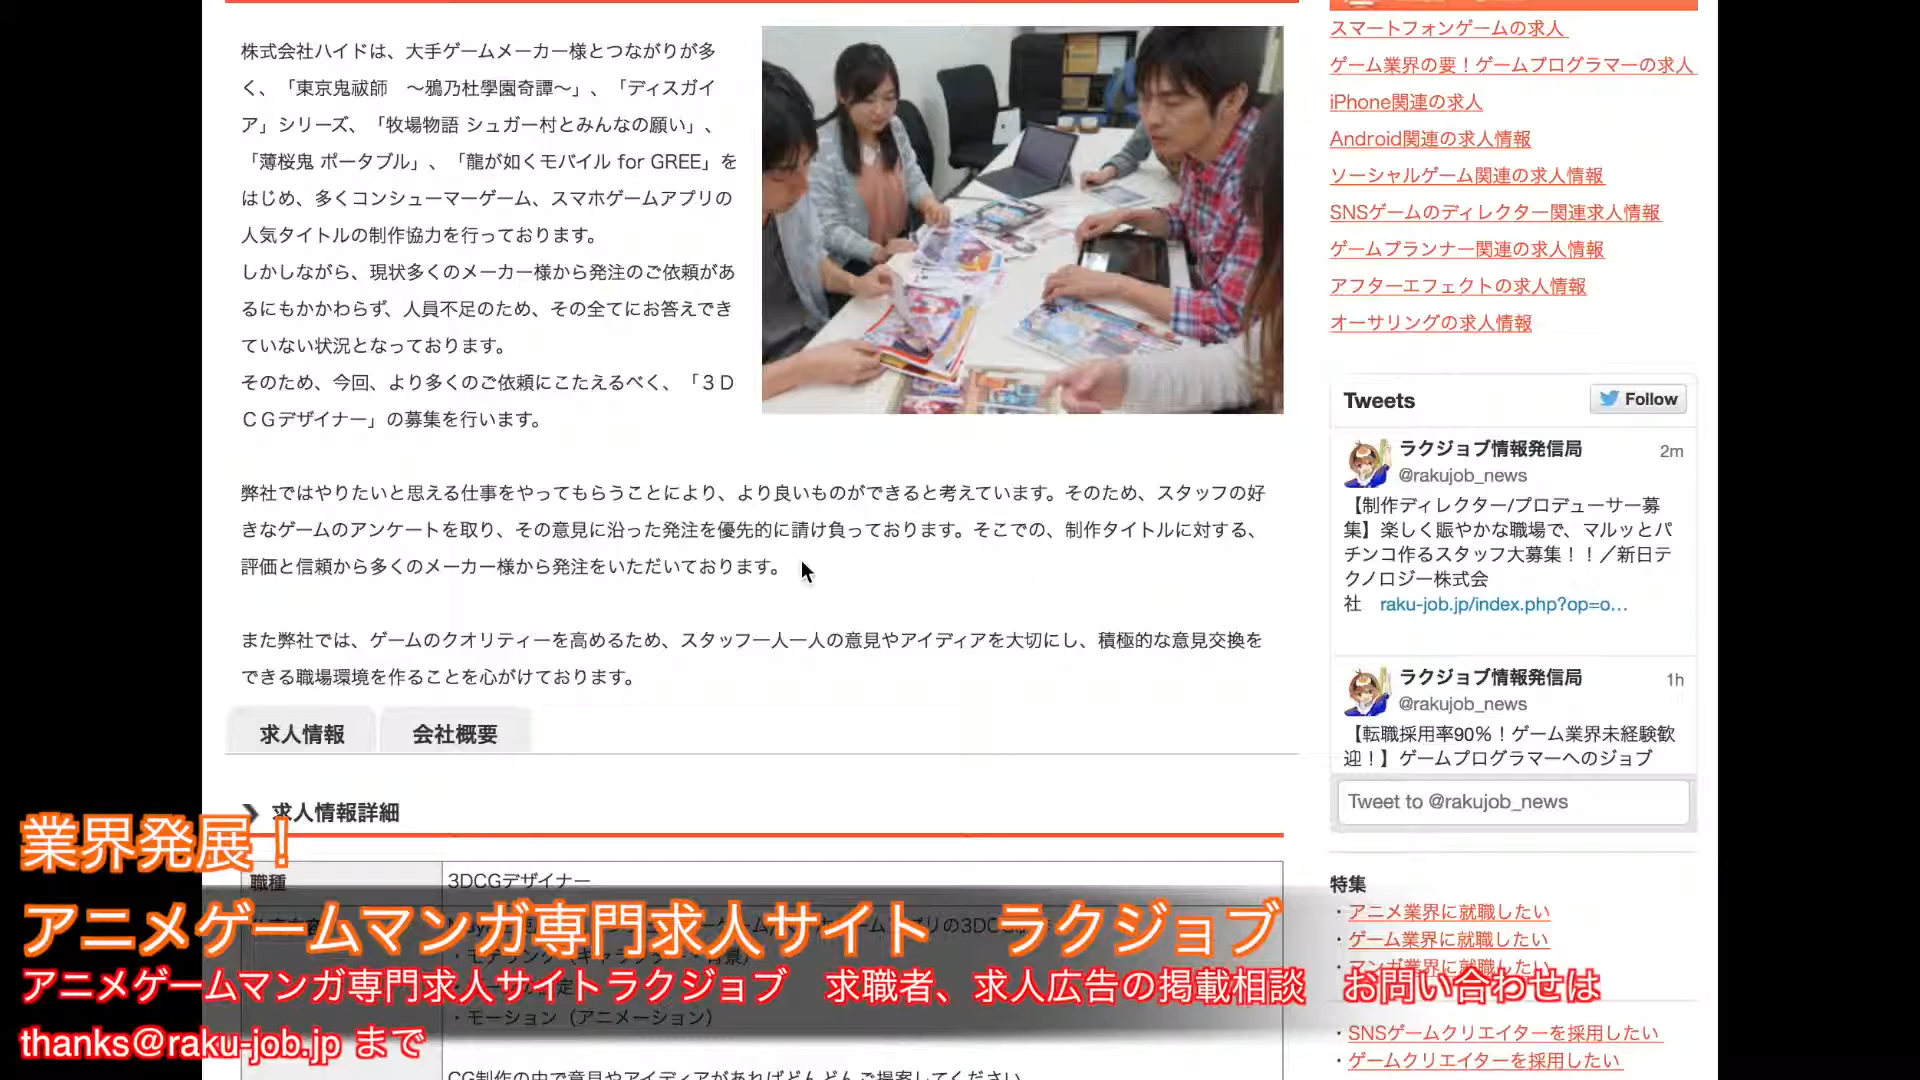 株式会社ハイドは、大手ゲームメーカー様とつながりが多
く、「東京鬼祓師　〜鴉乃杜學園奇譚〜」、「ディスガイ
ア」シリーズ、「牧場物語 シュガー村とみんなの願い」、
「薄桜鬼 ポータブル」、「龍が如くモバイル for GREE」を
はじめ、多くコンシューマーゲーム、スマホゲームアプリの
人気タイトルの制作協力を行っております。
しかしながら、現状多くのメーカー様から発注のご依頼があ
るにもかかわらず、人員不足のため、その全てにお答えでき
ていない状況となっております。
そのため、今回、より多くのご依頼にこたえるべく、「３Ｄ
ＣＧデザイナー」の募集を行います。
弊社ではやりたいと思える仕事をやってもらうことにより、より良いものができると考えています。そのため、スタッフの好
きなゲームのアンケートを取り、その意見に沿った発注を優先的に請け負っております。そこでの、制作タイトルに対する、
評価と信頼から多くのメーカー様から発注をいただいております。
また弊社では、ゲームのクオリティーを高めるため、スタッフ一人一人の意見やアイディアを大切にし、積極的な意見交換を
できる職場環境を作ることを心がけております。
求人情報
会社概要
求人情報詳細
職種
3DCGデザイナー
・モーション（アニメーション）
CG制作の中で意見やアイディアがあればどんどんご提案してください
スマートフォンゲームの求人
ゲーム業界の要！ゲームプログラマーの求人
iPhone関連の求人
Android関連の求人情報
ソーシャルゲーム関連の求人情報
SNSゲームのディレクター関連求人情報
ゲームプランナー関連の求人情報
アフターエフェクトの求人情報
オーサリングの求人情報
Tweets
Follow
ラクジョブ情報発信局
2m
@rakujob_news
【制作ディレクター/プロデューサー募
集】楽しく賑やかな職場で、マルッとパ
チンコ作るスタッフ大募集！！／新日テ
クノロジー株式会
社　raku-job.jp/index.php?op=o…
ラクジョブ情報発信局
1h
@rakujob_news
【転職採用率90％！ゲーム業界未経験歓
迎！】ゲームプログラマーへのジョブ
Tweet to @rakujob_news
特集
・アニメ業界に就職したい
・ゲーム業界に就職したい
・マンガ業界に就職したい
・SNSゲームクリエイターを採用したい
・ゲームクリエイターを採用したい
業界発展！
アニメゲームマンガ専門求人サイト　ラクジョブ
アニメゲームマンガ専門求人サイトラクジョブ　求職者、求人広告の掲載相談　お問い合わせは
thanks@raku-job.jp まで